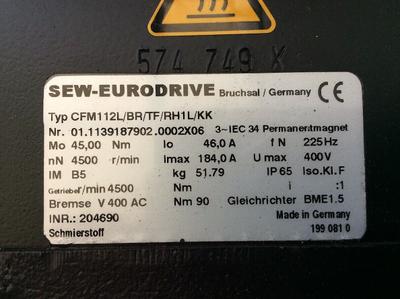 574 749 X
SEW-EURODRIVE Bruchsal / Germany CE
Typ CFM112L/BR/TF/RH1L/KK
Nr. 01.1139187902.0002X06 3~IEC 34 Permanentmagnet
Mo 45,00 Nm Io 46,0 A f N 225Hz
nN 4500 r/min imax 184,0 A U max 400V
IM B5 kg 51.79 IP 65 Iso.Kl.F
Getriebe r/min 4500 Nm i :1
Bremse V 400 AC Nm 90 Gleichrichter BME1.5
INR.: 204690 Made in Germany
Schmierstoff 199 081 0